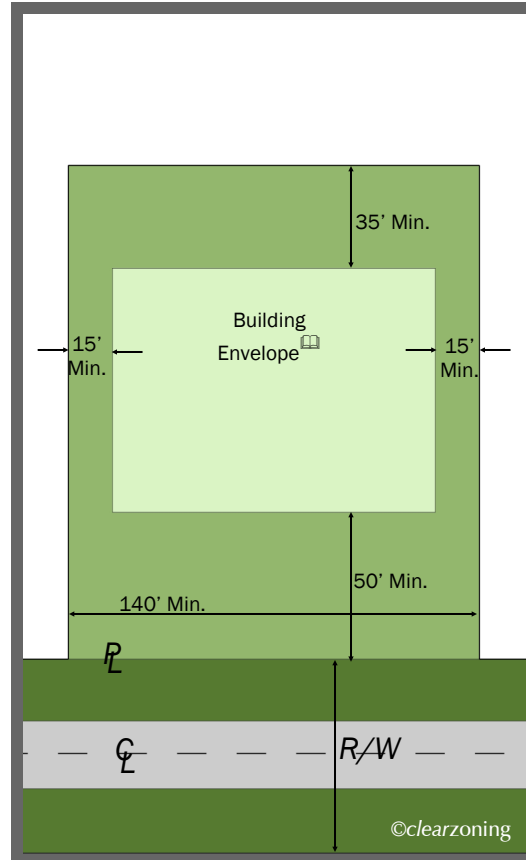 35’ Min.
Building
Envelope
15’
Min.
15’
Min.
50’ Min.
140’ Min.
PL
CL
R/W
©clearzoning